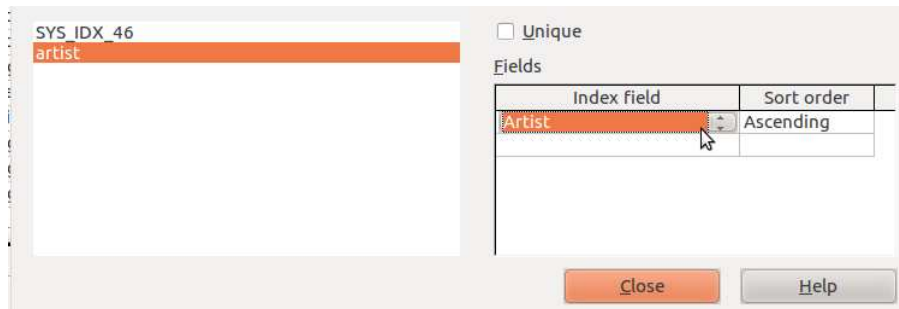 SYS_IDX_46
artist
Unique
Fields
Index field Sort order
Artist Ascending
Close Help